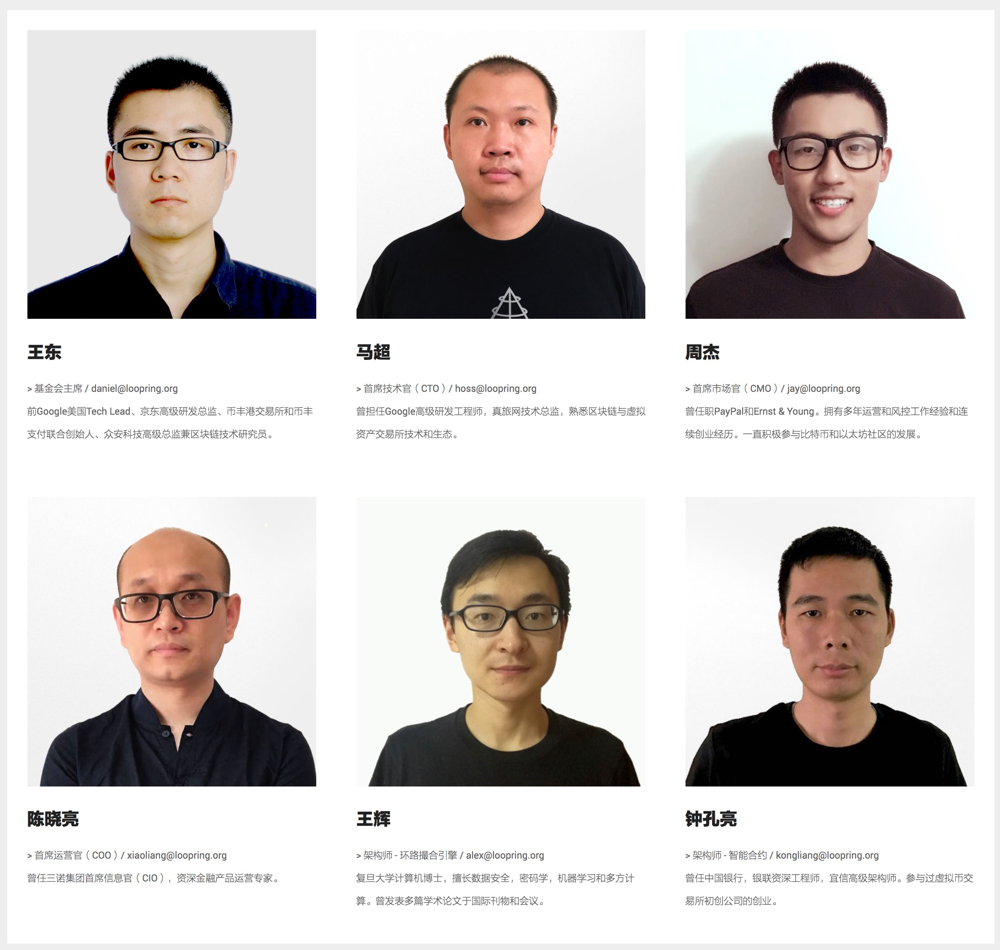 王东
> 基金会主席 / daniel@loopring.org
前Google美国Tech Lead、京东高级研发总监、币丰港交易所和币丰
支付联合创始人、众安科技高级总监兼区块链技术研究员。
马超
> 首席技术官（CTO）/ hoss@loopring.org
曾担任Google高级研发工程师，真旅网技术总监，熟悉区块链与虚拟
资产交易所技术和生态。
周杰
> 首席市场官（CMO）/ jay@loopring.org
曾任职PayPal和Ernst & Young。拥有多年运营和风控工作经验和连
续创业经历。一直积极参与比特币和以太坊社区的发展。
陈晓亮
> 首席运营官（COO）/ xiaoliang@loopring.org
曾任三诺集团首席信息官（CIO），资深金融产品运营专家。
王辉
> 架构师 - 环路撮合引擎 / alex@loopring.org
复旦大学计算机博士，擅长数据安全，密码学，机器学习和多方计
算。曾发表多篇学术论文于国际刊物和会议。
钟孔亮
> 架构师 - 智能合约 / kongliang@loopring.org
曾任中国银行，银联资深工程师，宜信高级架构师。参与过虚拟币交
易所初创公司的创业。